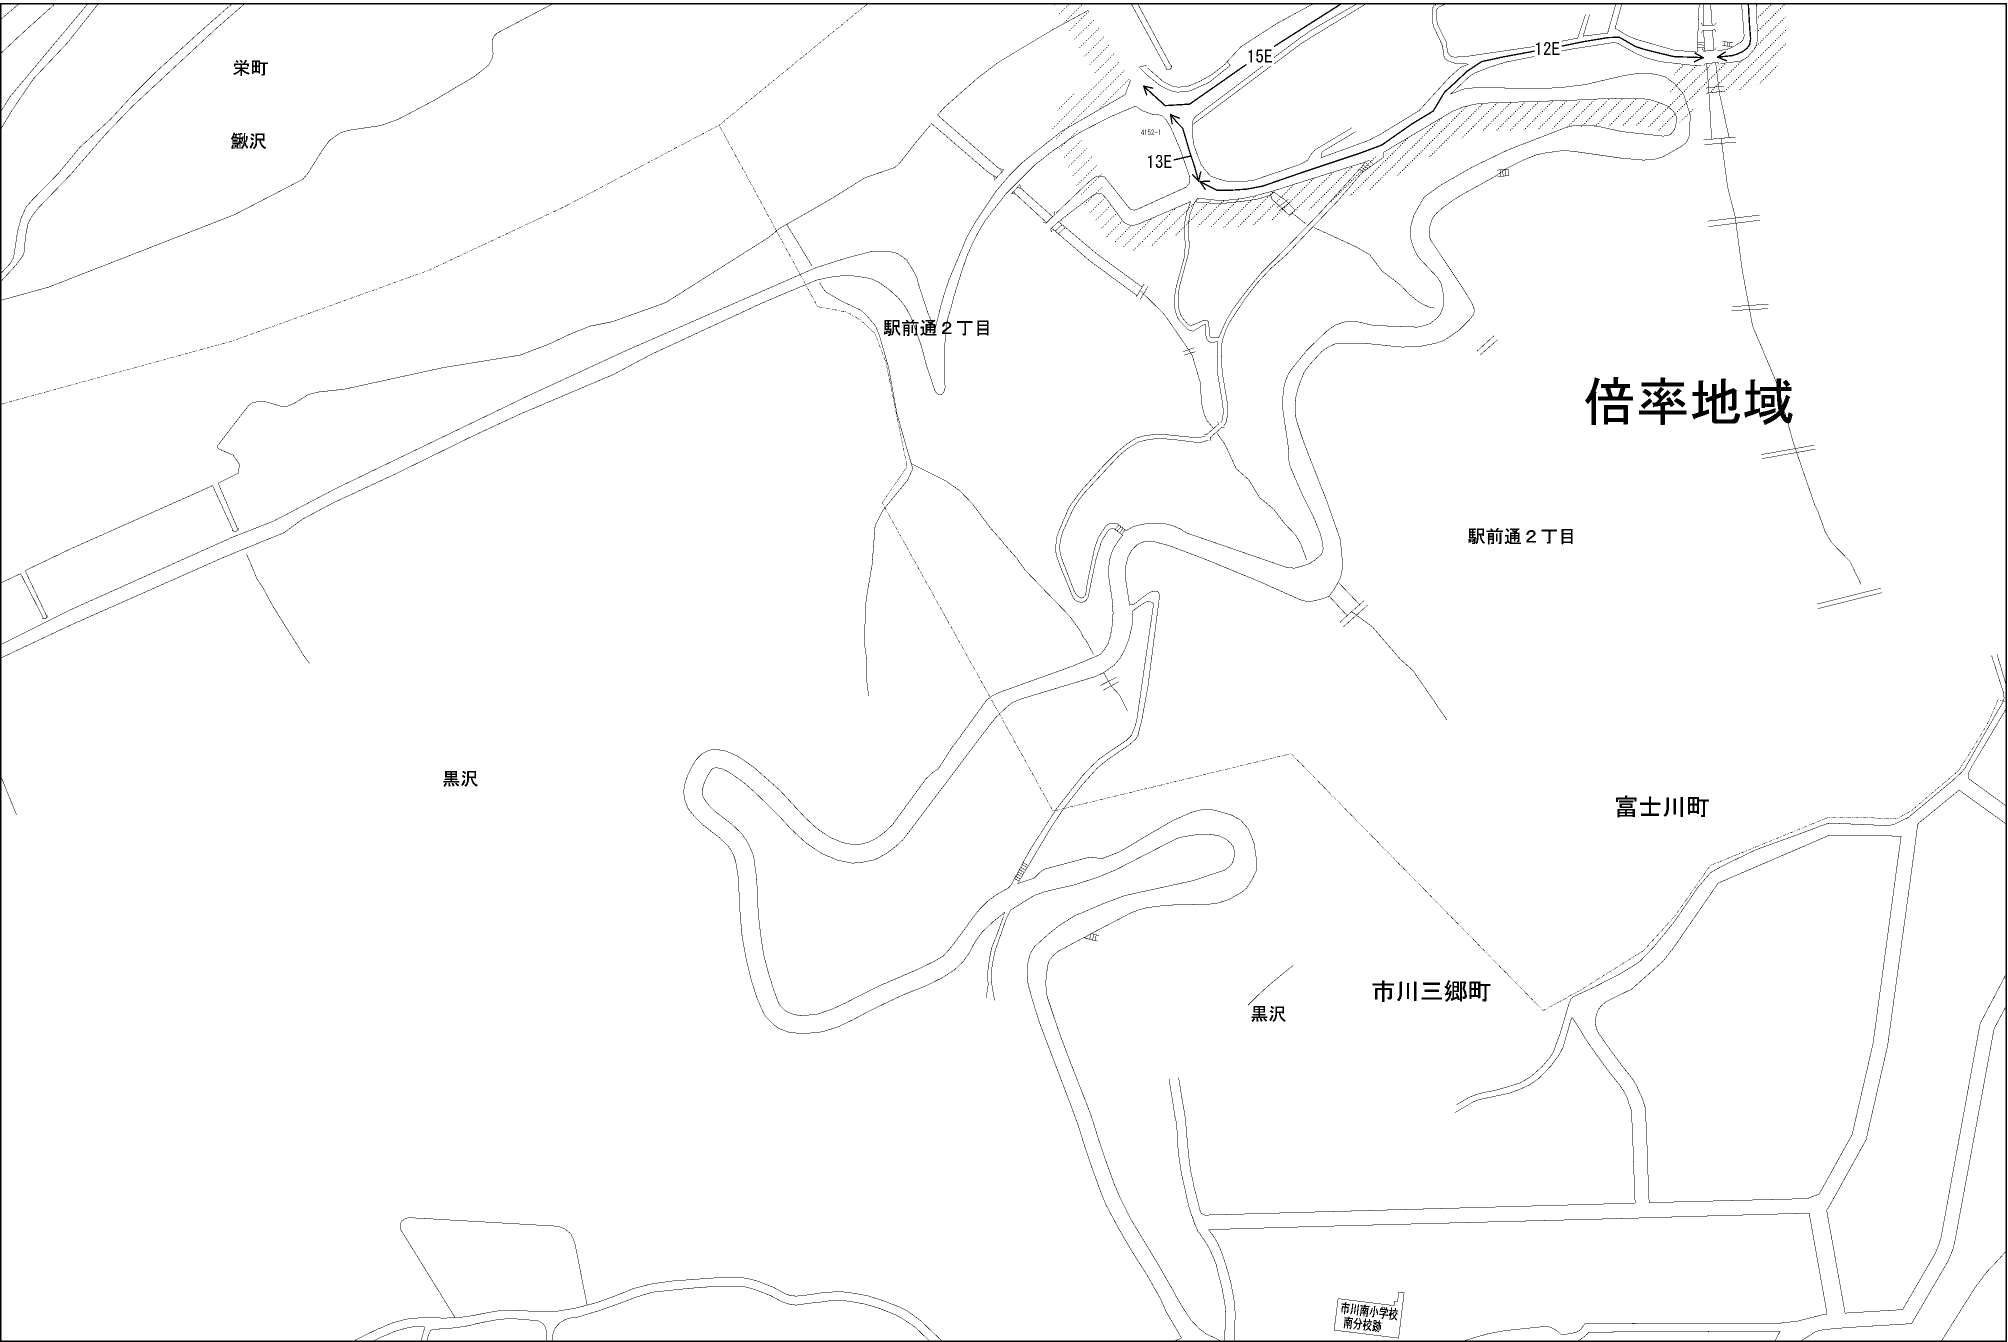 栄町
15E
12E
4152-1
鰍沢
13E
駅前通２丁目
倍率地域
駅前通２丁目
黒沢
富士川町
市川三郷町
黒沢
市川南小学校
南分校跡